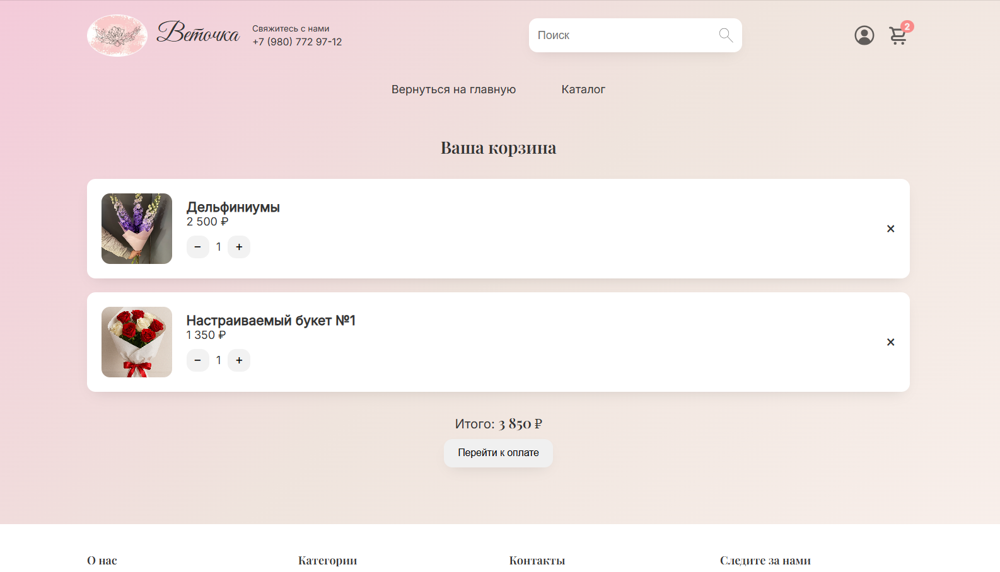 Веточка
Свяжитесь с нами
+7 (980) 772 97-12
Поиск
2
Вернуться на главную
Каталог
Ваша корзина
Дельфиниумы
2 500 ₽
− 1 +
×
Настраиваемый букет №1
1 350 ₽
− 1 +
×
Итого: 3 850 ₽
Перейти к оплате
О нас
Категории
Контакты
Следите за нами